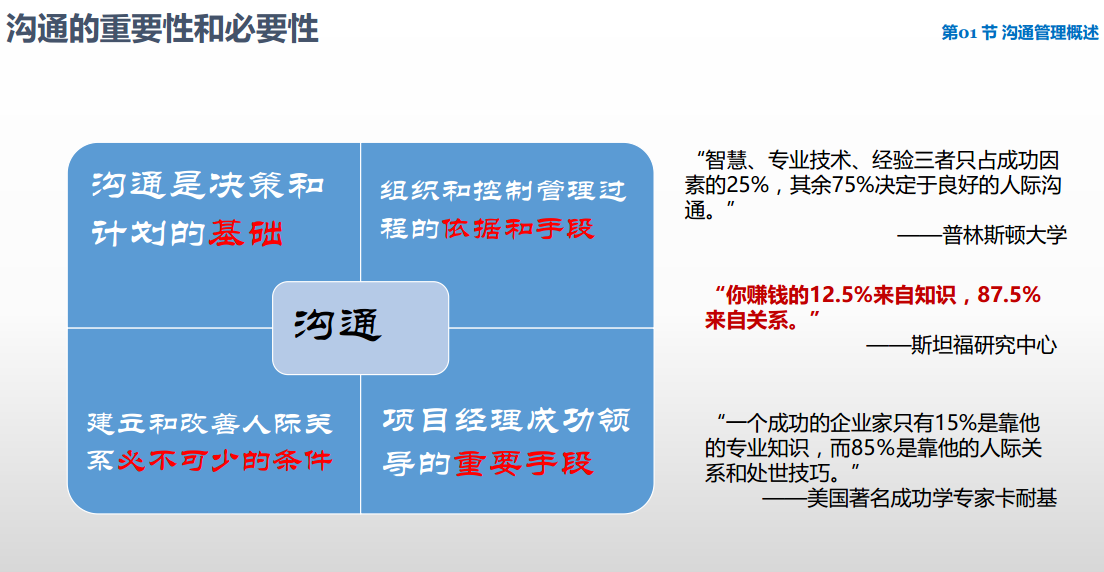 沟通的重要性和必要性
第01 节 沟通管理概述
沟通是决策和
计划的基础
组织和控制管理过
程的依据和手段
沟通
建立和改善人际关
系必不可少的条件
项目经理成功领
导的重要手段
“智慧、专业技术、经验三者只占成功因
素的25%，其余75%决定于良好的人际沟
通。”
——普林斯顿大学
“你赚钱的12.5%来自知识，87.5%
来自关系。”
——斯坦福研究中心
“一个成功的企业家只有15%是靠他
的专业知识，而85%是靠他的人际关
系和处世技巧。”
——美国著名成功学专家卡耐基